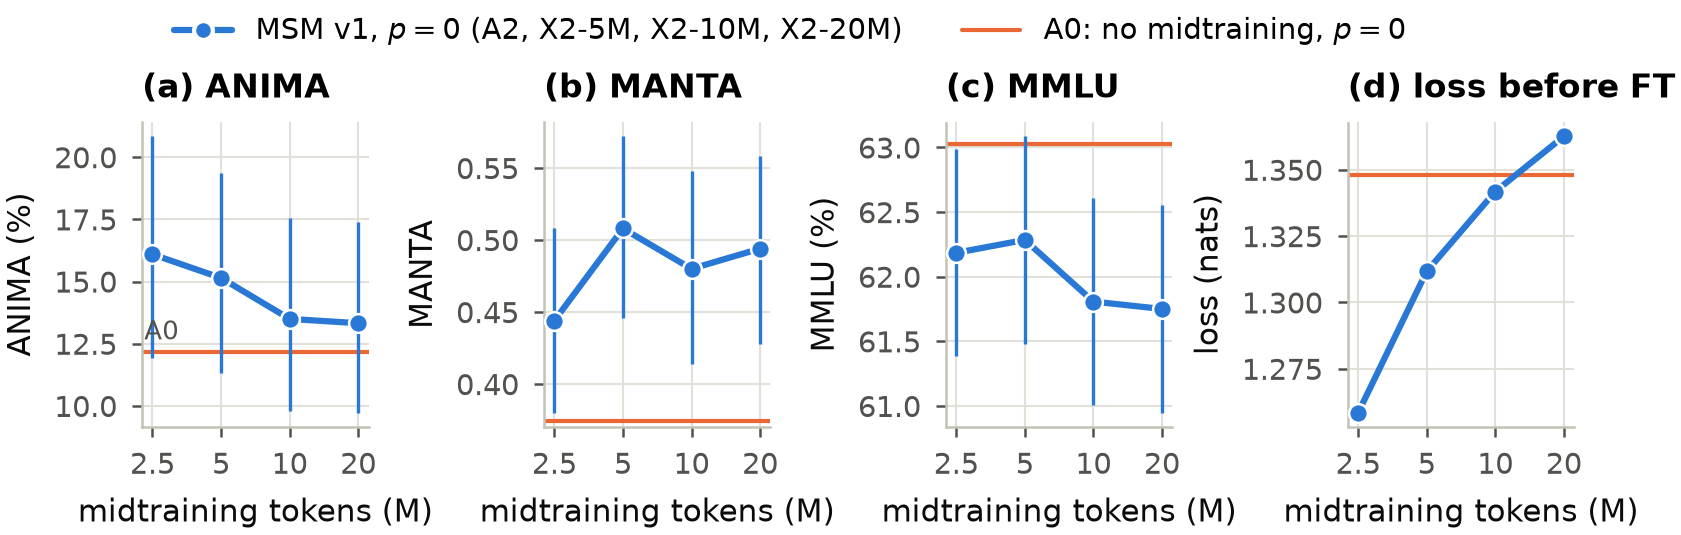 MSM v1, p = 0 (A2, X2-5M, X2-10M, X2-20M) A0: no midtraining, p = 0
(a) ANIMA
ANIMA (%)
20.0
17.5
15.0
12.5
10.0
A0
2.5 5 10 20
midtraining tokens (M)
(b) MANTA
MANTA
0.55
0.50
0.45
0.40
2.5 5 10 20
midtraining tokens (M)
(c) MMLU
MMLU (%)
63.0
62.5
62.0
61.5
61.0
2.5 5 10 20
midtraining tokens (M)
(d) loss before FT
loss (nats)
1.350
1.325
1.300
1.275
2.5 5 10 20
midtraining tokens (M)